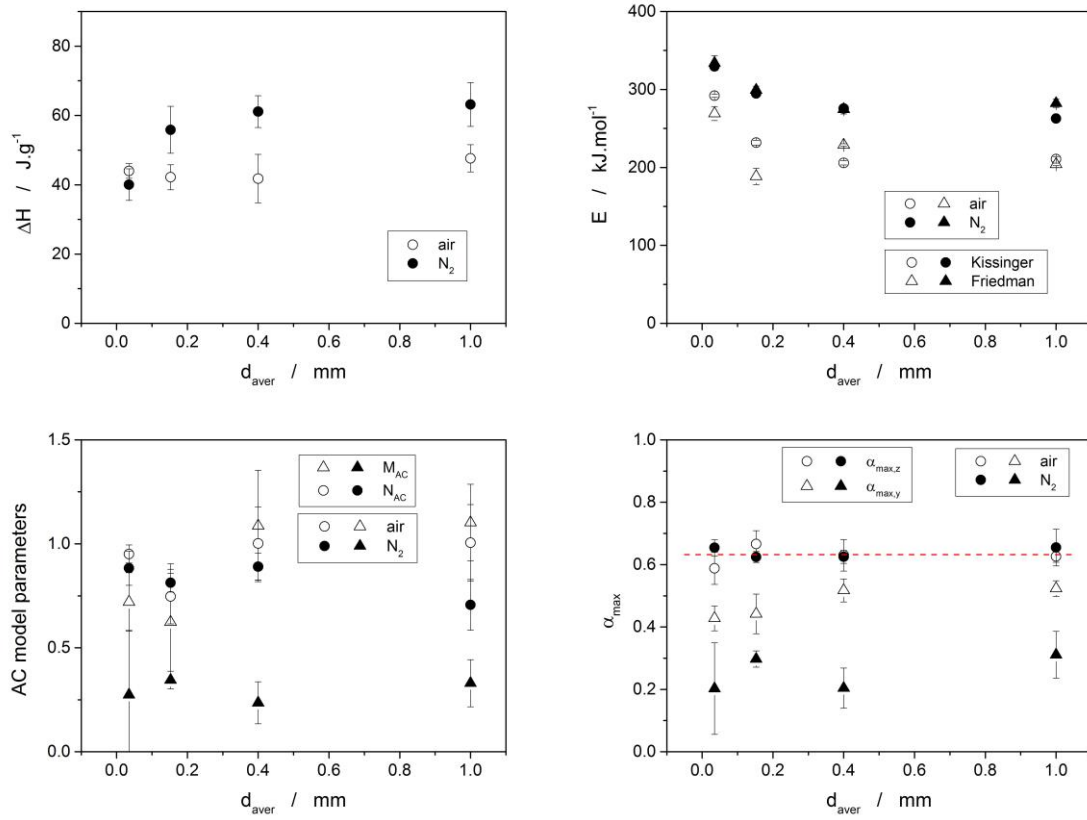 80
60
40
20
0
ΔH / J.g⁻¹
air
N₂
0.0 0.2 0.4 0.6 0.8 1.0
d_aver / mm
400
300
200
100
0
E / kJ.mol⁻¹
air
N₂
Kissinger
Friedman
0.0 0.2 0.4 0.6 0.8 1.0
d_aver / mm
1.5
1.0
0.5
0.0
AC model parameters
M_AC
N_AC
air
N₂
0.0 0.2 0.4 0.6 0.8 1.0
d_aver / mm
1.0
0.8
0.6
0.4
0.2
0.0
α_max
α_max,z
α_max,y
air
N₂
0.0 0.2 0.4 0.6 0.8 1.0
d_aver / mm